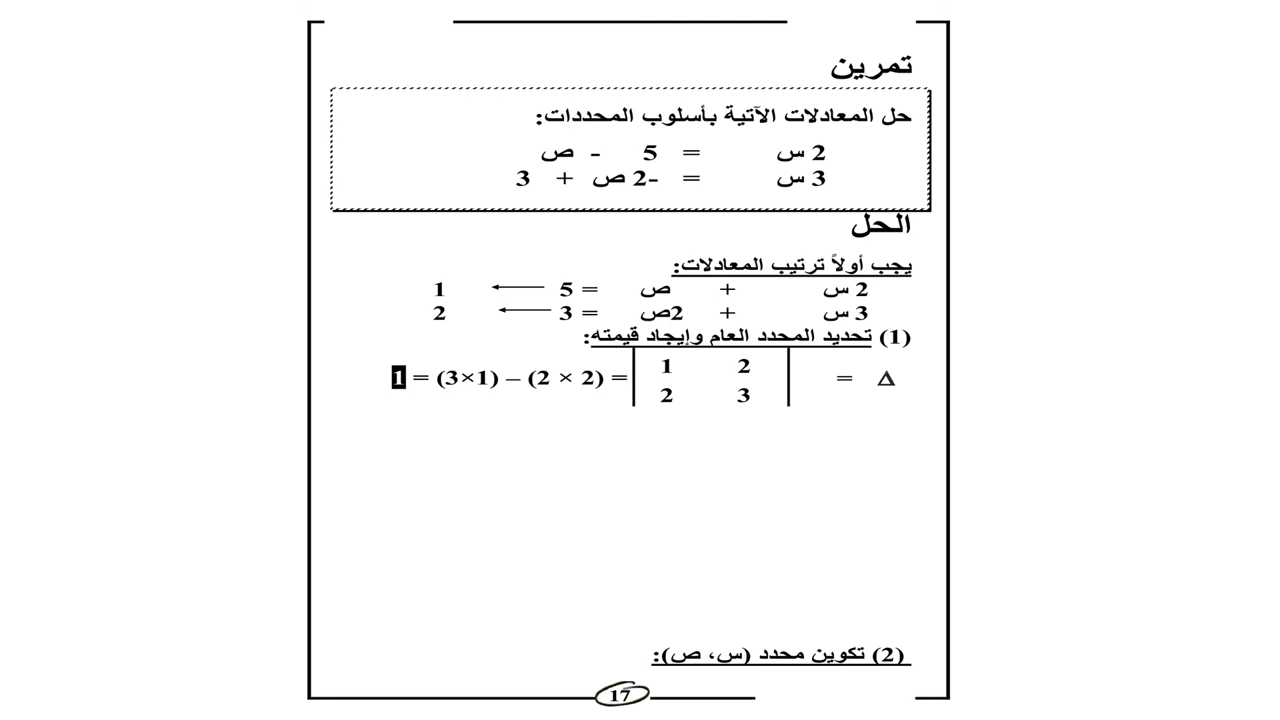 تمرين
حل المعادلات الآتية بأسلوب المحددات:
2 س = 5 - ص
3 س = -2 ص + 3
الحل
يجب أولاً ترتيب المعادلات:
2 س + ص = 5 ← 1
3 س + 2ص = 3 ← 2
(1) تحديد المحدد العام وإيجاد قيمته:
2 1
Δ = = (2 × 2) – (3×1) = 1
3 2
(2) تكوين محدد (س، ص):
17